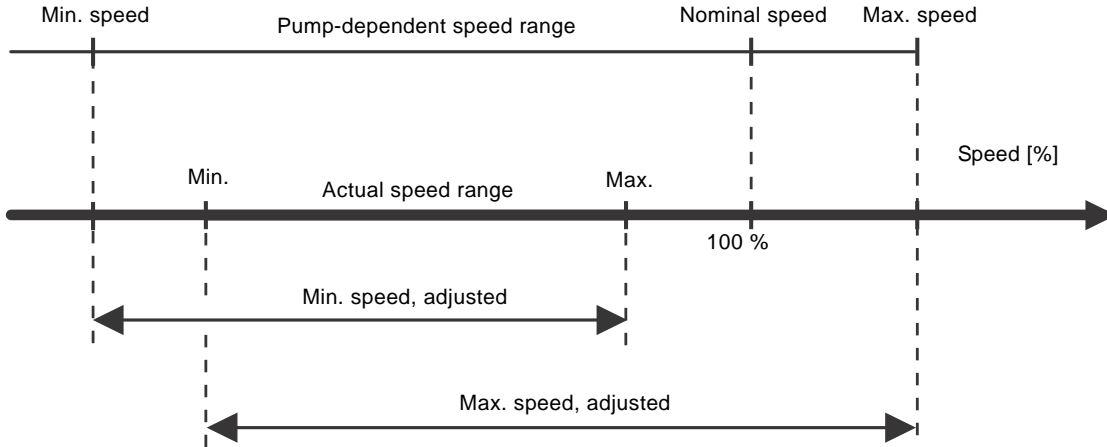 Min. speed
Pump-dependent speed range
Nominal speed
Max. speed
Speed [%]
Min.
Actual speed range
Max.
100 %
Min. speed, adjusted
Max. speed, adjusted